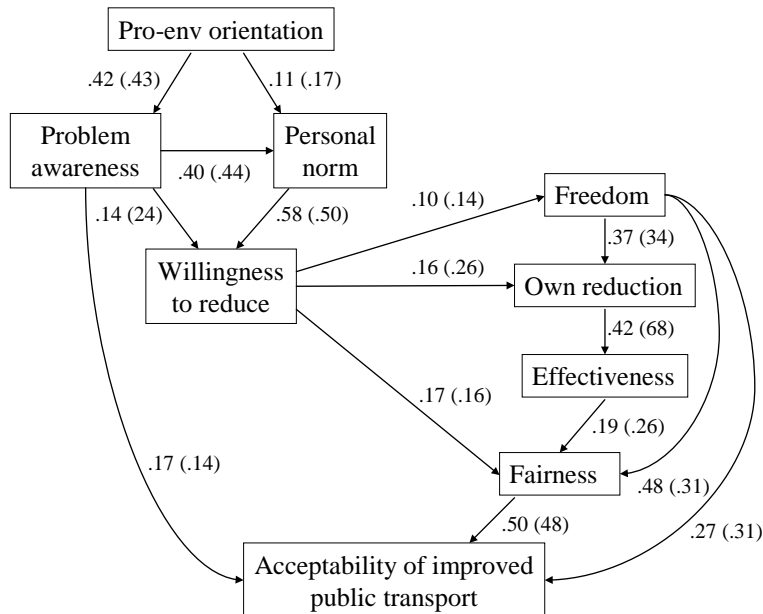 Pro-env orientation
.42 (.43)
.11 (.17)
Problem
awareness
Personal
norm
.40 (.44)
.14 (24)
.58 (.50)
.10 (.14)
Freedom
.37 (34)
Willingness
to reduce
.16 (.26)
Own reduction
.42 (68)
Effectiveness
.17 (.16)
.19 (.26)
.17 (.14)
Fairness
.48 (.31)
.50 (48)
.27 (.31)
Acceptability of improved
public transport